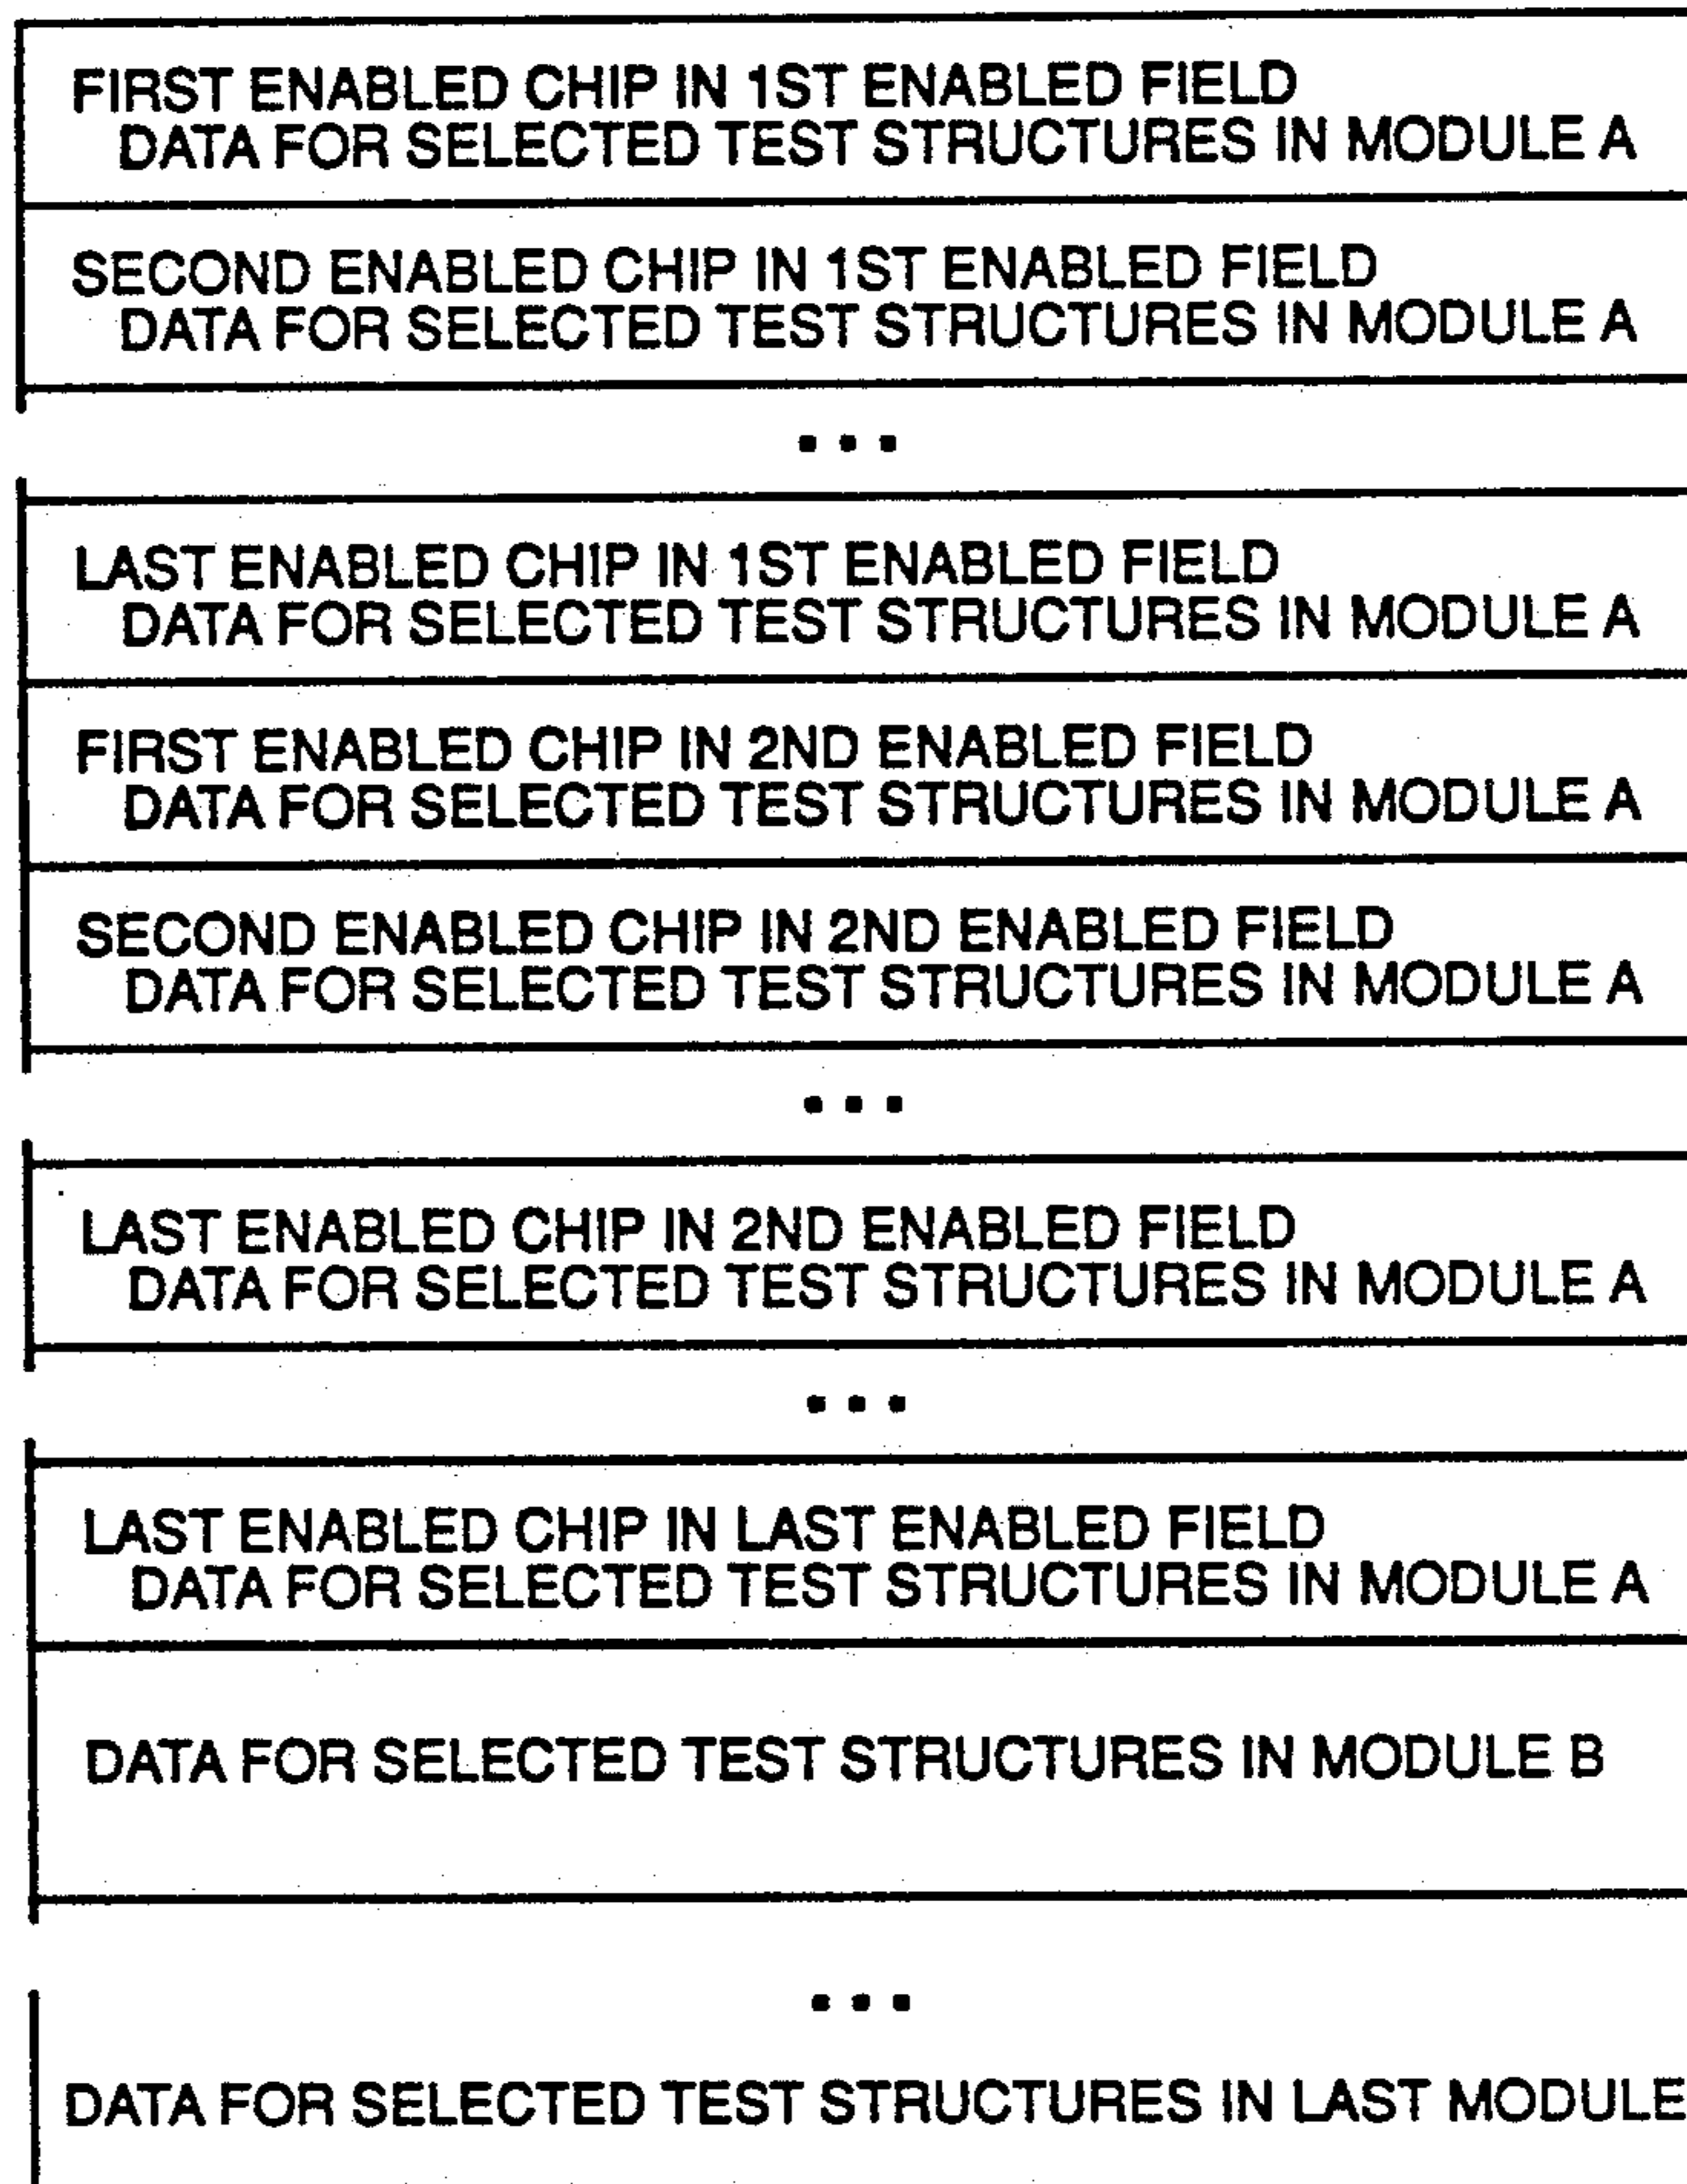 FIRST ENABLED CHIP IN 1ST ENABLED FIELD
DATA FOR SELECTED TEST STRUCTURES IN MODULE A
SECOND ENABLED CHIP IN 1ST ENABLED FIELD
DATA FOR SELECTED TEST STRUCTURES IN MODULE A
...
LAST ENABLED CHIP IN 1ST ENABLED FIELD
DATA FOR SELECTED TEST STRUCTURES IN MODULE A
FIRST ENABLED CHIP IN 2ND ENABLED FIELD
DATA FOR SELECTED TEST STRUCTURES IN MODULE A
SECOND ENABLED CHIP IN 2ND ENABLED FIELD
DATA FOR SELECTED TEST STRUCTURES IN MODULE A
...
LAST ENABLED CHIP IN 2ND ENABLED FIELD
DATA FOR SELECTED TEST STRUCTURES IN MODULE A
...
LAST ENABLED CHIP IN LAST ENABLED FIELD
DATA FOR SELECTED TEST STRUCTURES IN MODULE A
DATA FOR SELECTED TEST STRUCTURES IN MODULE B
...
DATA FOR SELECTED TEST STRUCTURES IN LAST MODULE